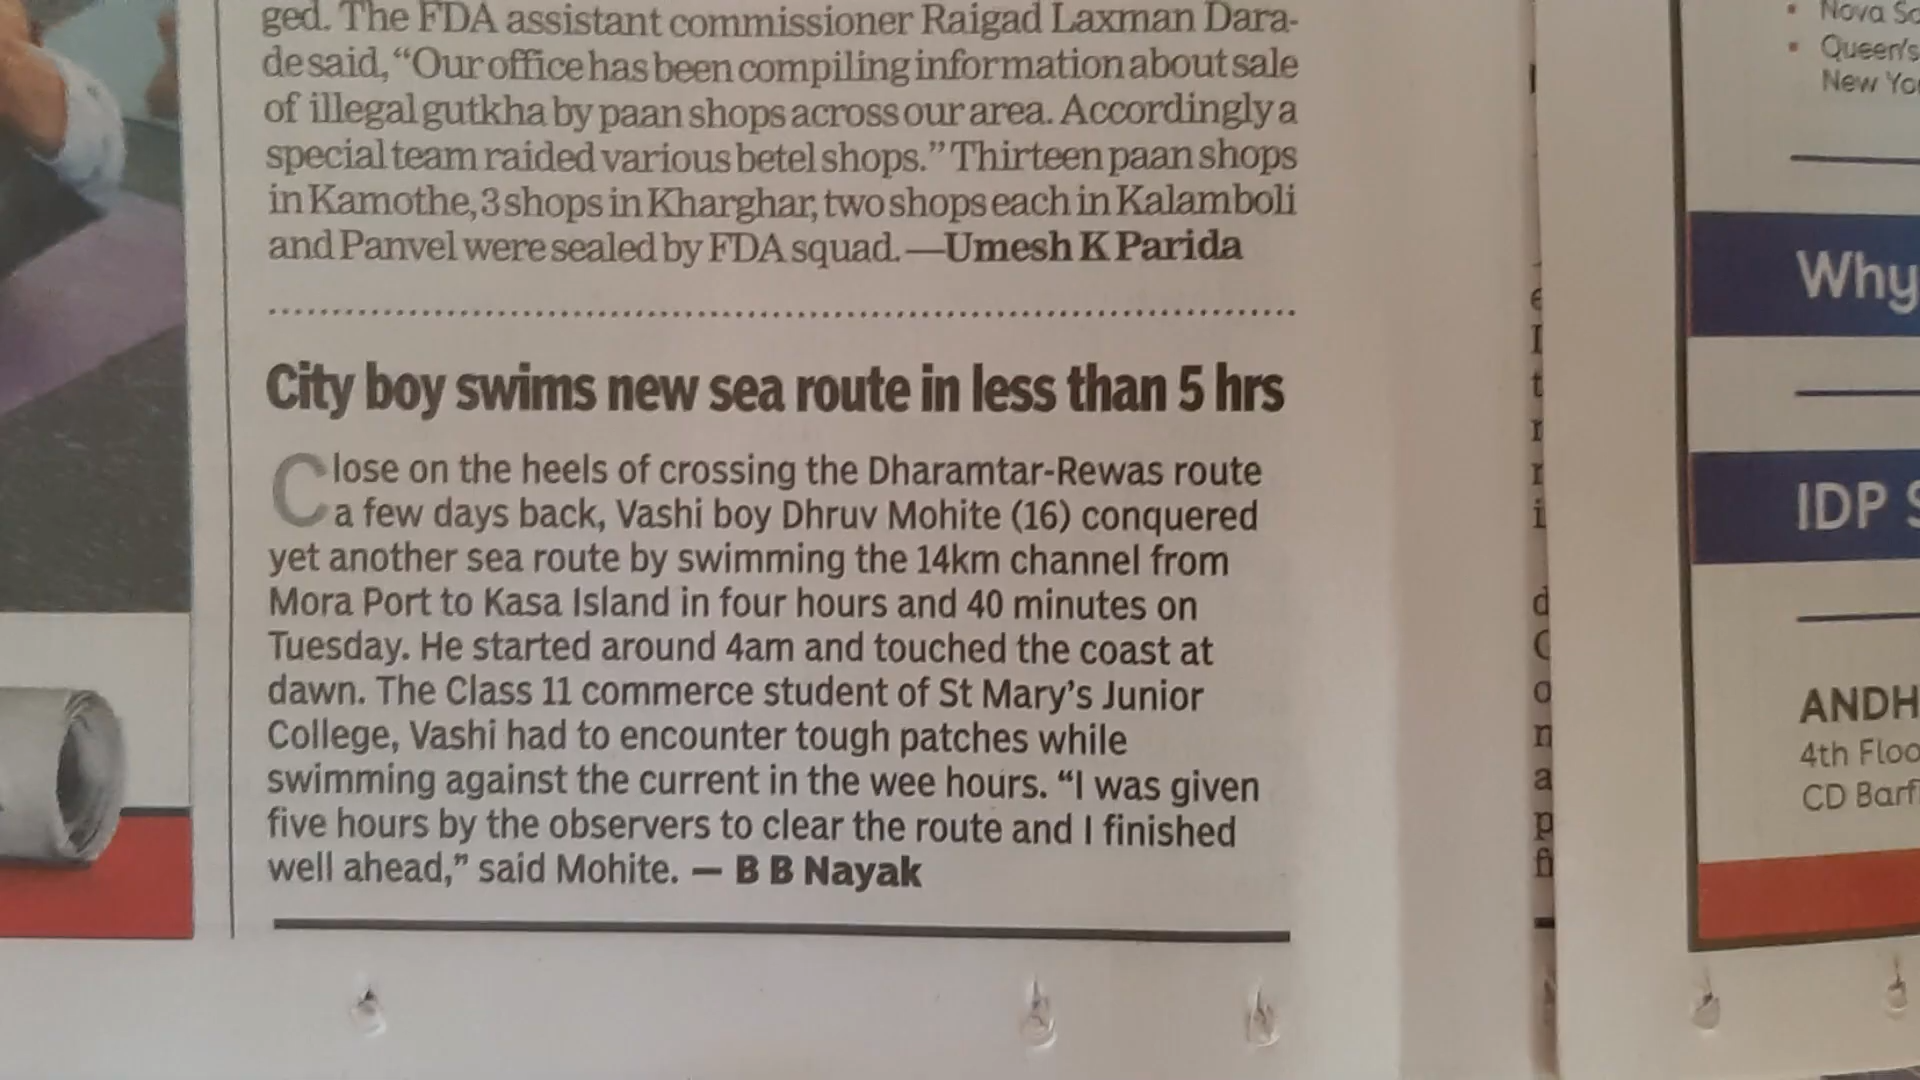 ged. The FDA assistant commissioner Raigad Laxman Dara-
de said, “Our office has been compiling information about sale
of illegal gutkha by paan shops across our area. Accordingly a
special team raided various betel shops.” Thirteen paan shops
in Kamothe, 3 shops in Kharghar, two shops each in Kalamboli
and Panvel were sealed by FDA squad. —Umesh K Parida
City boy swims new sea route in less than 5 hrs
Close on the heels of crossing the Dharamtar-Rewas route
a few days back, Vashi boy Dhruv Mohite (16) conquered
yet another sea route by swimming the 14km channel from
Mora Port to Kasa Island in four hours and 40 minutes on
Tuesday. He started around 4am and touched the coast at
dawn. The Class 11 commerce student of St Mary’s Junior
College, Vashi had to encounter tough patches while
swimming against the current in the wee hours. “I was given
five hours by the observers to clear the route and I finished
well ahead,” said Mohite. — B B Nayak
Nova
Queen's
New
Why
IDP
4th
CD